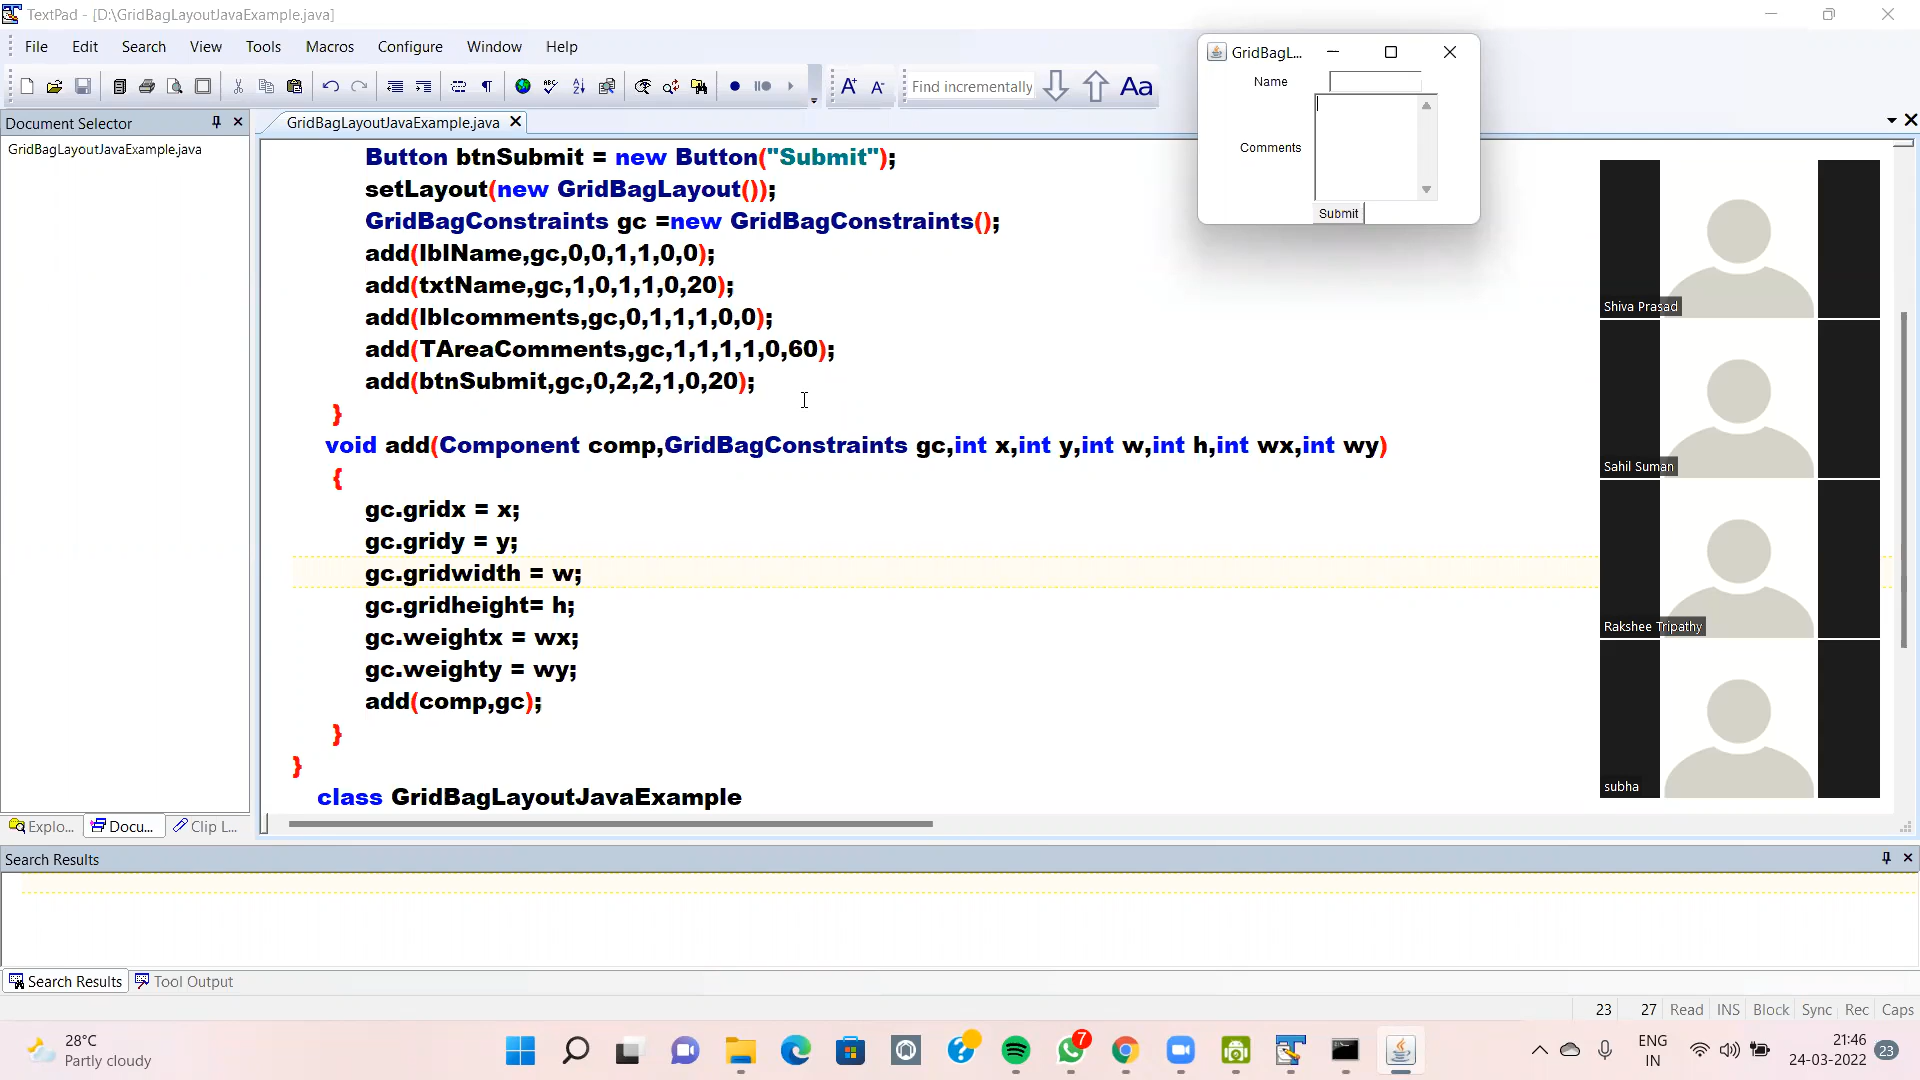 TextPad - [D:\GridBagLayoutJavaExample.java]
File Edit Search View Tools Macros Configure Window Help
Find incrementally
Document Selector
GridBagLayoutJavaExample.java
GridBagLayoutJavaExample.java
Button btnSubmit = new Button("Submit");
setLayout(new GridBagLayout());
GridBagConstraints gc =new GridBagConstraints();
add(lblName,gc,0,0,1,1,0,0);
add(txtName,gc,1,0,1,1,0,20);
add(lblcomments,gc,0,1,1,1,0,0);
add(TAreaComments,gc,1,1,1,1,0,60);
add(btnSubmit,gc,0,2,2,1,0,20);
}
void add(Component comp,GridBagConstraints gc,int x,int y,int w,int h,int wx,int wy)
{
gc.gridx = x;
gc.gridy = y;
gc.gridwidth = w;
gc.gridheight= h;
gc.weightx = wx;
gc.weighty = wy;
add(comp,gc);
}
}
class GridBagLayoutJavaExample
GridBagL...
Name
Comments
Submit
Shiva Prasad
Sahil Suman
Rakshee Tripathy
subha
Explo... Docu... Clip L...
Search Results
Search Results Tool Output
23 27 Read INS Block Sync Rec Caps
28°C
Partly cloudy
7
ENG
IN
21:46
24-03-2022
23